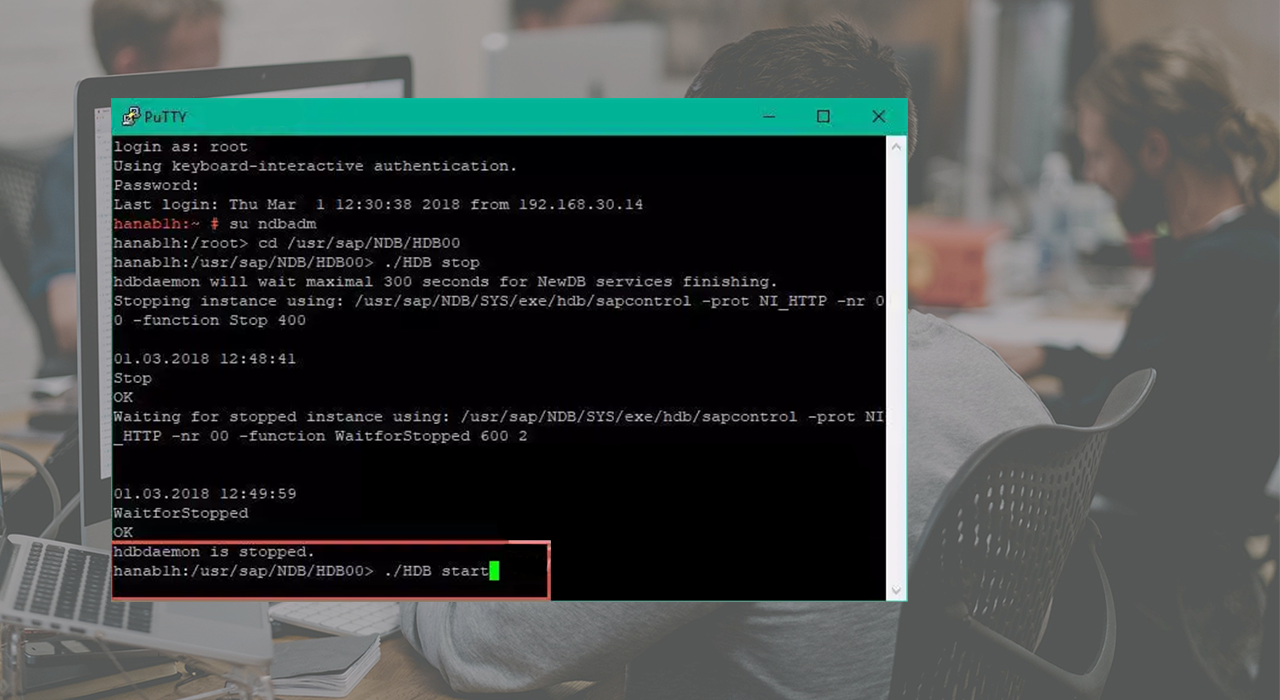 PuTTY
login as: root
Using keyboard-interactive authentication.
Password:
Last login: Thu Mar  1 12:30:38 2018 from 192.168.30.14
hanablh:~ # su ndbadm
hanablh:/root> cd /usr/sap/NDB/HDB00
hanablh:/usr/sap/NDB/HDB00> ./HDB stop
hdbdaemon will wait maximal 300 seconds for NewDB services finishing.
Stopping instance using: /usr/sap/NDB/SYS/exe/hdb/sapcontrol -prot NI_HTTP -nr 0
0 -function Stop 400
01.03.2018 12:48:41
Stop
OK
Waiting for stopped instance using: /usr/sap/NDB/SYS/exe/hdb/sapcontrol -prot NI
_HTTP -nr 00 -function WaitforStopped 600 2
01.03.2018 12:49:59
WaitforStopped
OK
hdbdaemon is stopped.
hanablh:/usr/sap/NDB/HDB00> ./HDB start